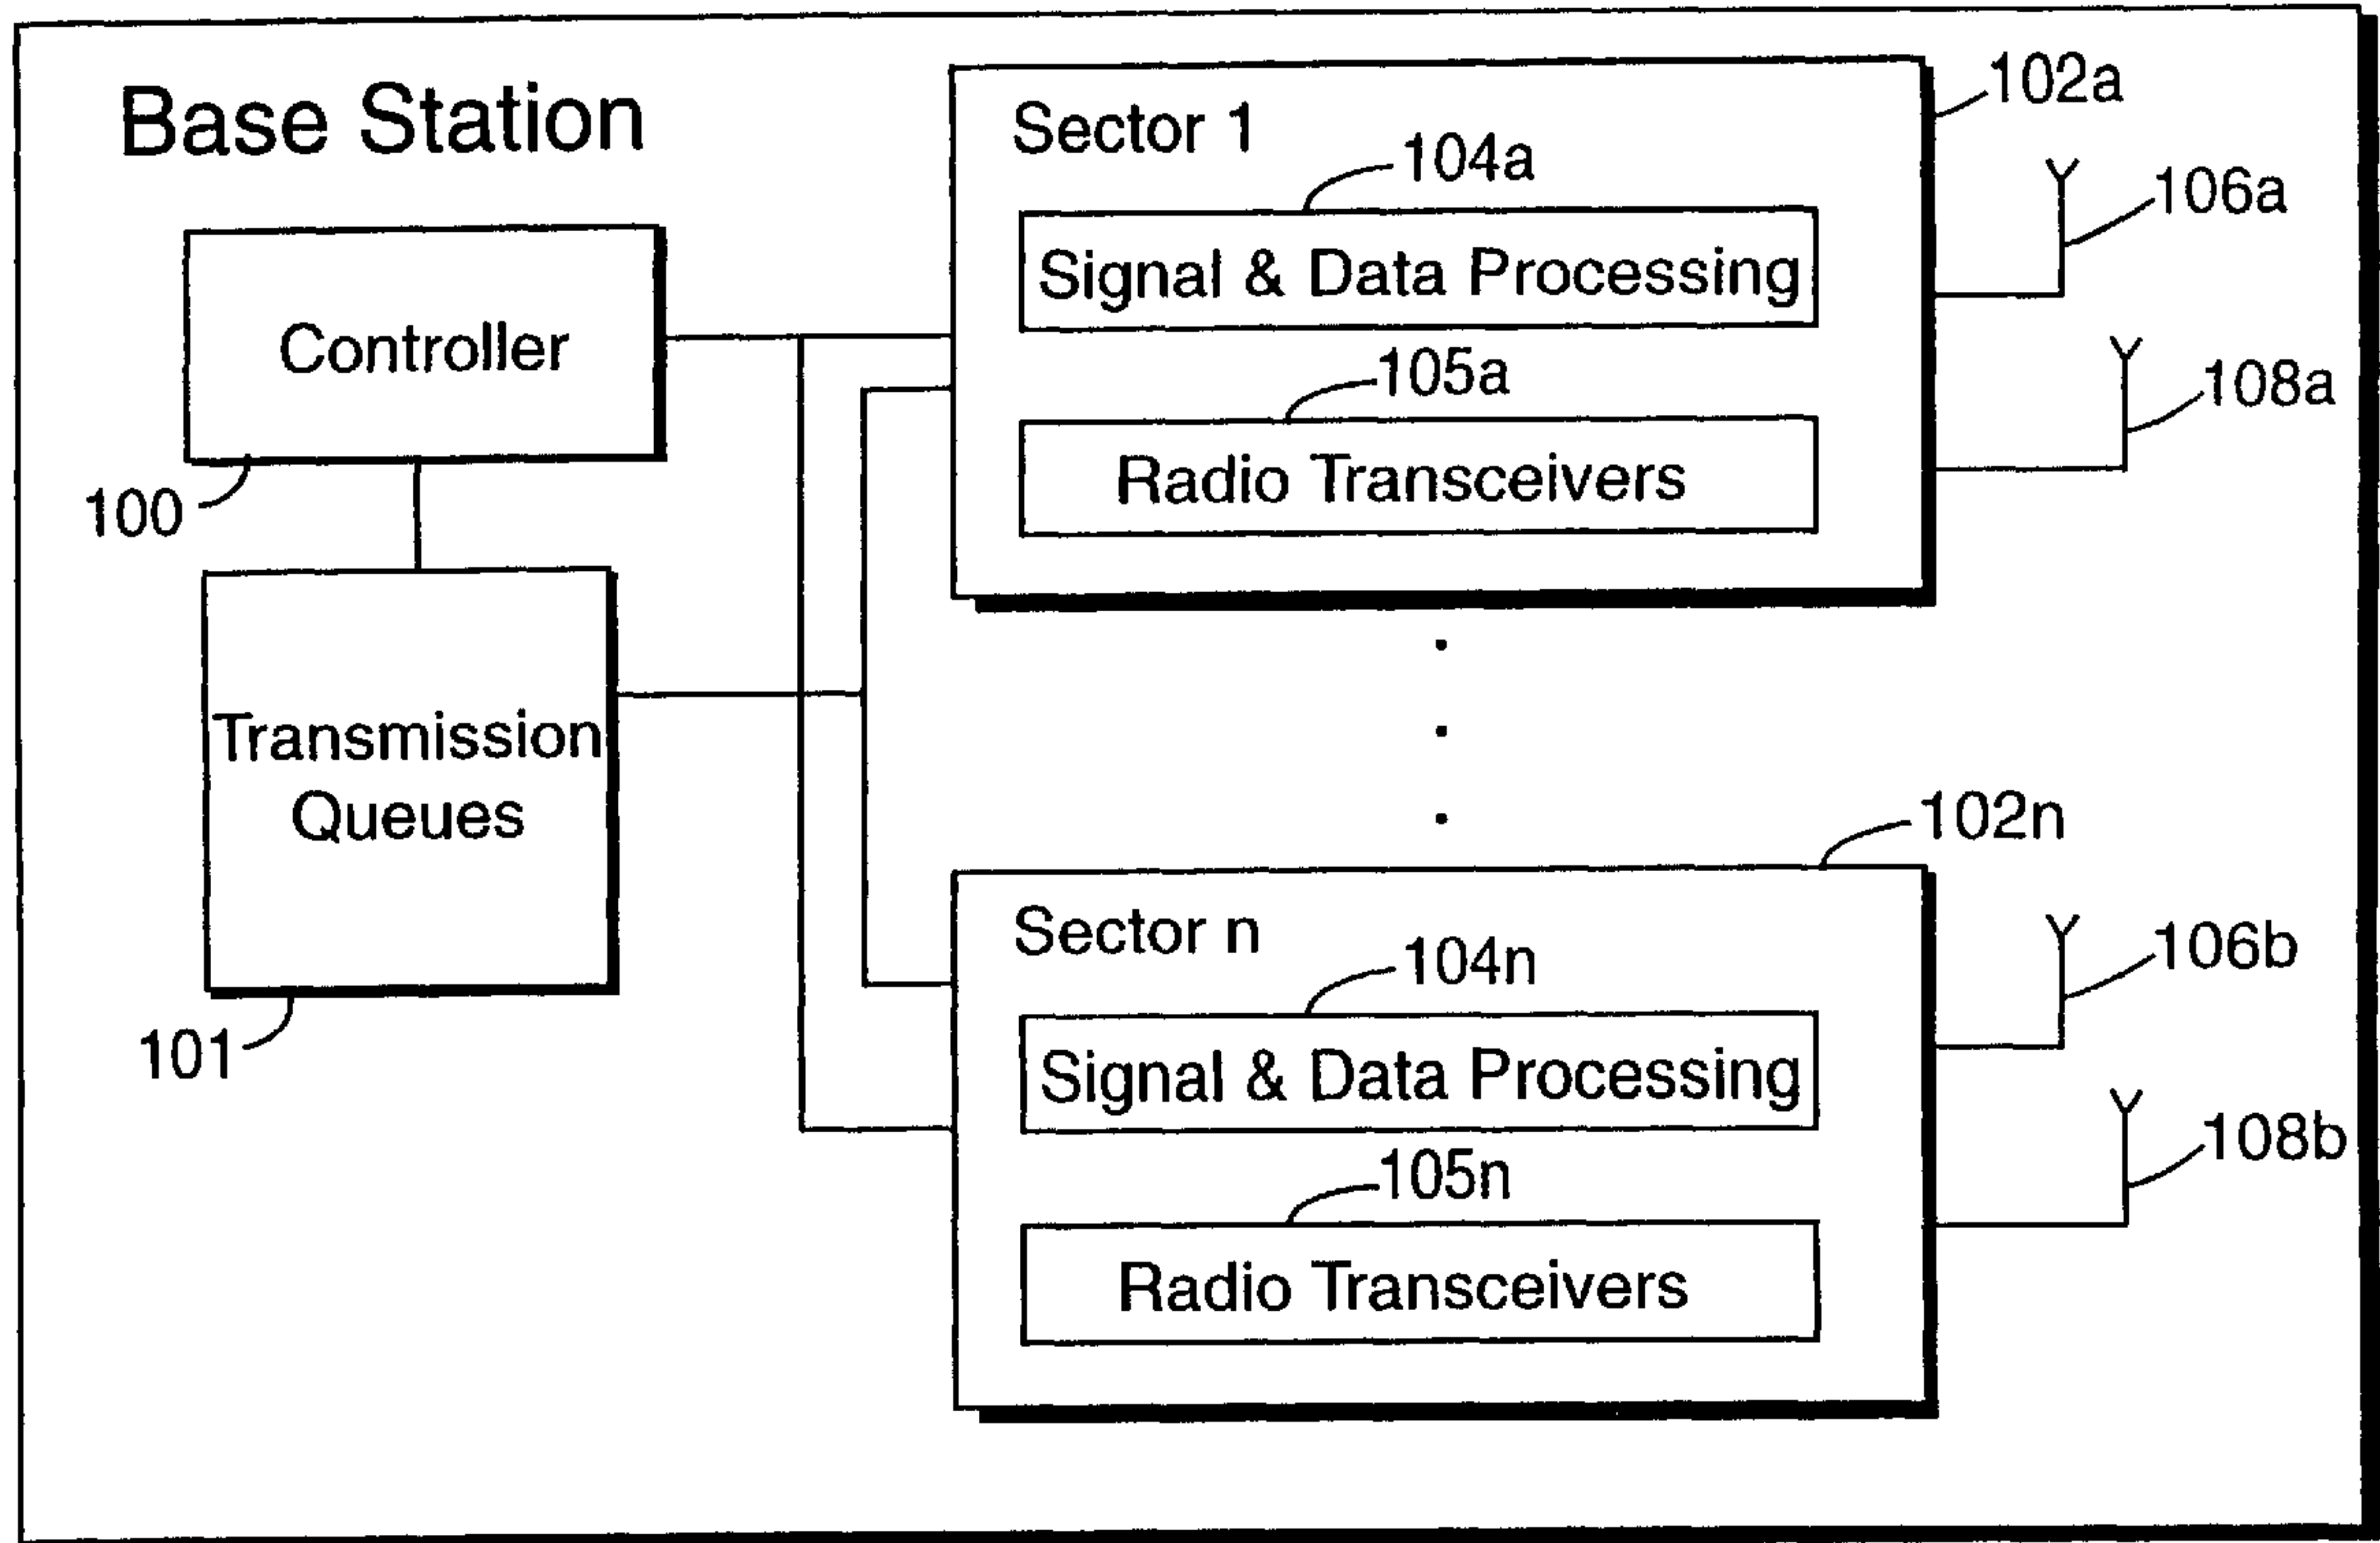 Base Station
Controller
100
Transmission
Queues
101
Sector 1
102a
104a
Signal & Data Processing
105a
Radio Transceivers
106a
108a
.
.
.
102n
Sector n
104n
Signal & Data Processing
105n
Radio Transceivers
106b
108b